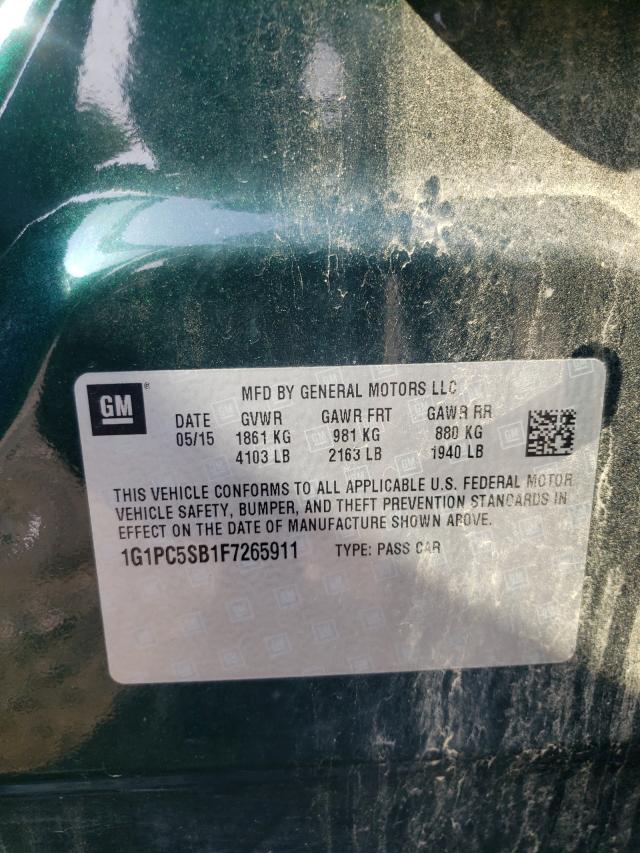 GM ®
MFD BY GENERAL MOTORS LLC
DATE GVWR GAWR FRT GAWR RR
05/15 1861 KG 981 KG 880 KG
4103 LB 2163 LB 1940 LB
THIS VEHICLE CONFORMS TO ALL APPLICABLE U.S. FEDERAL MOTOR
VEHICLE SAFETY, BUMPER, AND THEFT PREVENTION STANDARDS IN
EFFECT ON THE DATE OF MANUFACTURE SHOWN ABOVE.
1G1PC5SB1F7265911 TYPE: PASS CAR